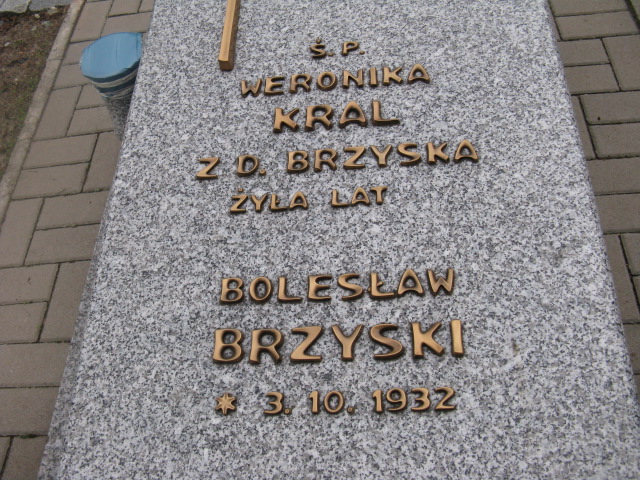 Ś.P.
WERONIKA
KRAL
Z D. BRZYSKA
ŻYŁA LAT
BOLESŁAW
BRZYSKI
* 3. 10. 1932